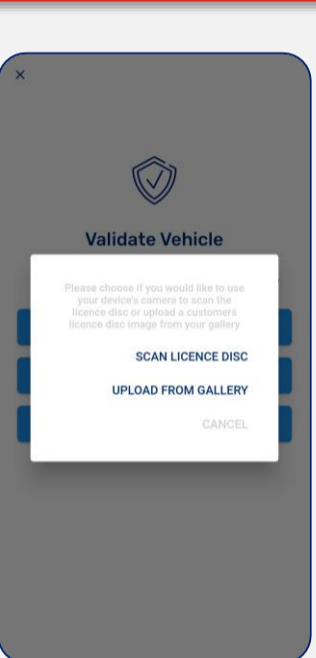 ×
Validate Vehicle
Please choose if you would like to use
your device's camera to scan the
licence disc or upload a customers
licence disc image from your gallery
SCAN LICENCE DISC
UPLOAD FROM GALLERY
CANCEL